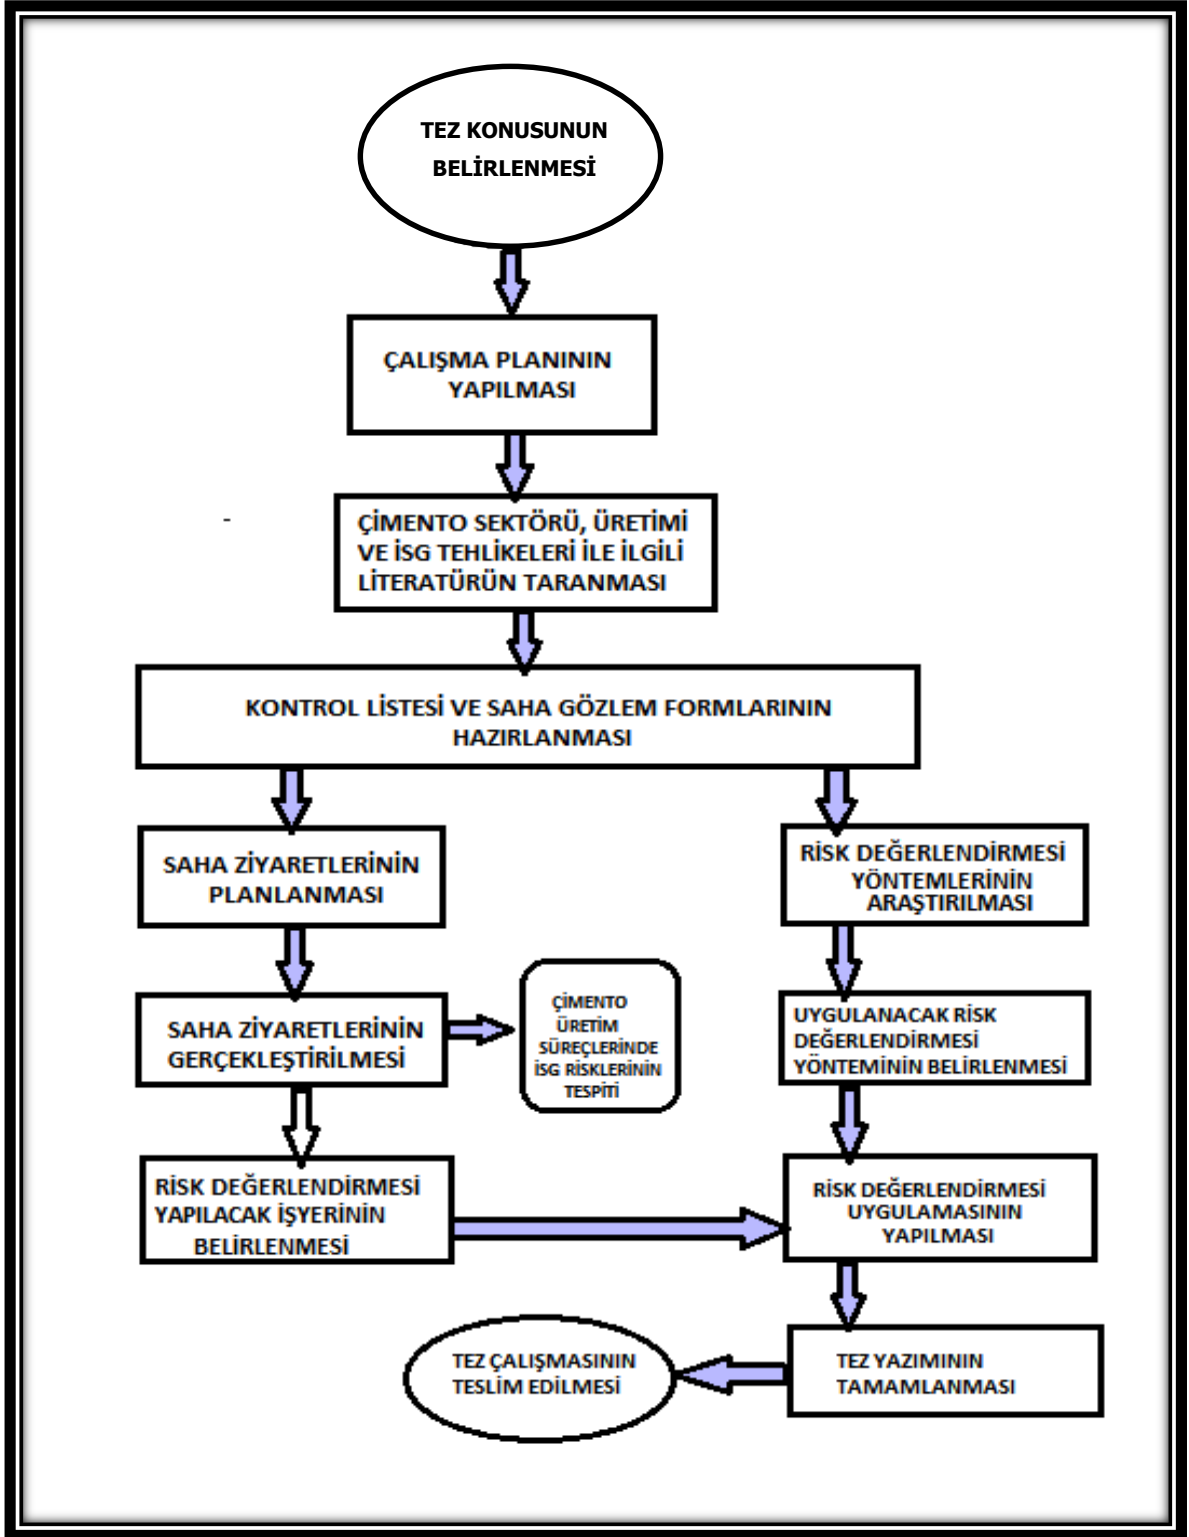 TEZ KONUSUNUN
BELİRLENMESİ
ÇALIŞMA PLANININ
YAPILMASI
ÇİMENTO SEKTÖRÜ, ÜRETİMİ
VE İSG TEHLİKELERİ İLE İLGİLİ
LİTERATÜRÜN TARANMASI
KONTROL LİSTESİ VE SAHA GÖZLEM FORMLARININ
HAZIRLANMASI
SAHA ZİYARETLERİNİN
PLANLANMASI
RİSK DEĞERLENDİRMESİ
YÖNTEMLERİNİN
ARAŞTIRILMASI
SAHA ZİYARETLERİNİN
GERÇEKLEŞTİRİLMESİ
ÇİMENTO
ÜRETİM
SÜREÇLERİNDE
İSG RİSKLERİNİN
TESPİTİ
UYGULANACAK RİSK
DEĞERLENDİRMESİ
YÖNTEMİNİN BELİRLENMESİ
RİSK DEĞERLENDİRMESİ
YAPILACAK İŞYERİNİN
BELİRLENMESİ
RİSK DEĞERLENDİRMESİ
UYGULAMASININ
YAPILMASI
TEZ ÇALIŞMASININ
TESLİM EDİLMESİ
TEZ YAZIMININ
TAMAMLANMASI